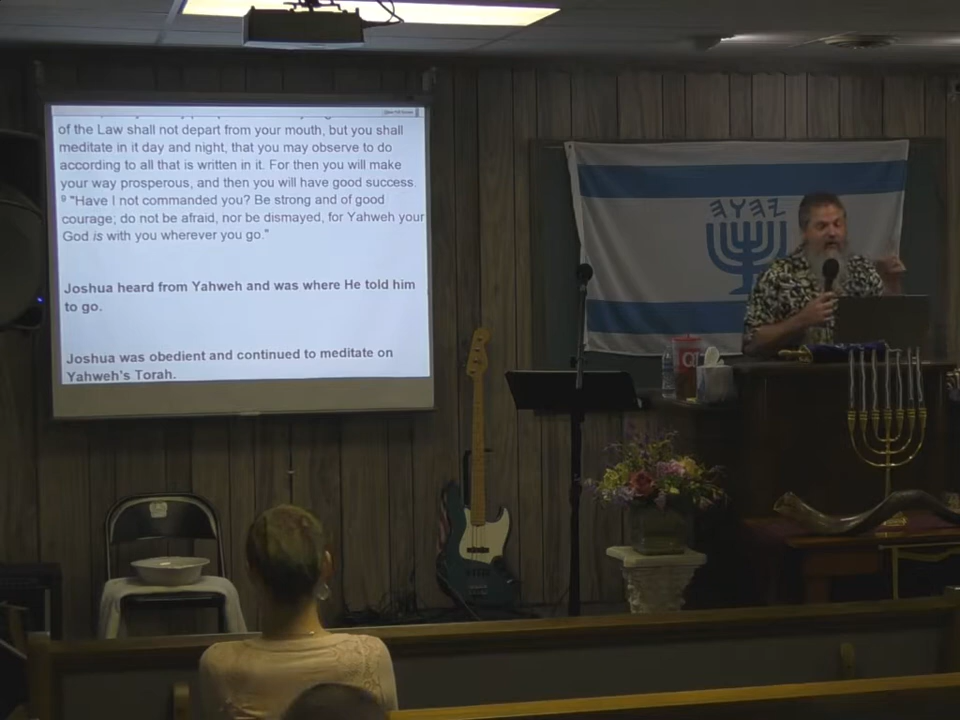 of the Law shall not depart from your mouth, but you shall
meditate in it day and night, that you may observe to do
according to all that is written in it. For then you will make
your way prosperous, and then you will have good success.
⁹ "Have I not commanded you? Be strong and of good
courage; do not be afraid, nor be dismayed, for Yahweh your
God is with you wherever you go."
Joshua heard from Yahweh and was where He told him
to go.
Joshua was obedient and continued to meditate on
Yahweh's Torah.
𐤉𐤄𐤅𐤄